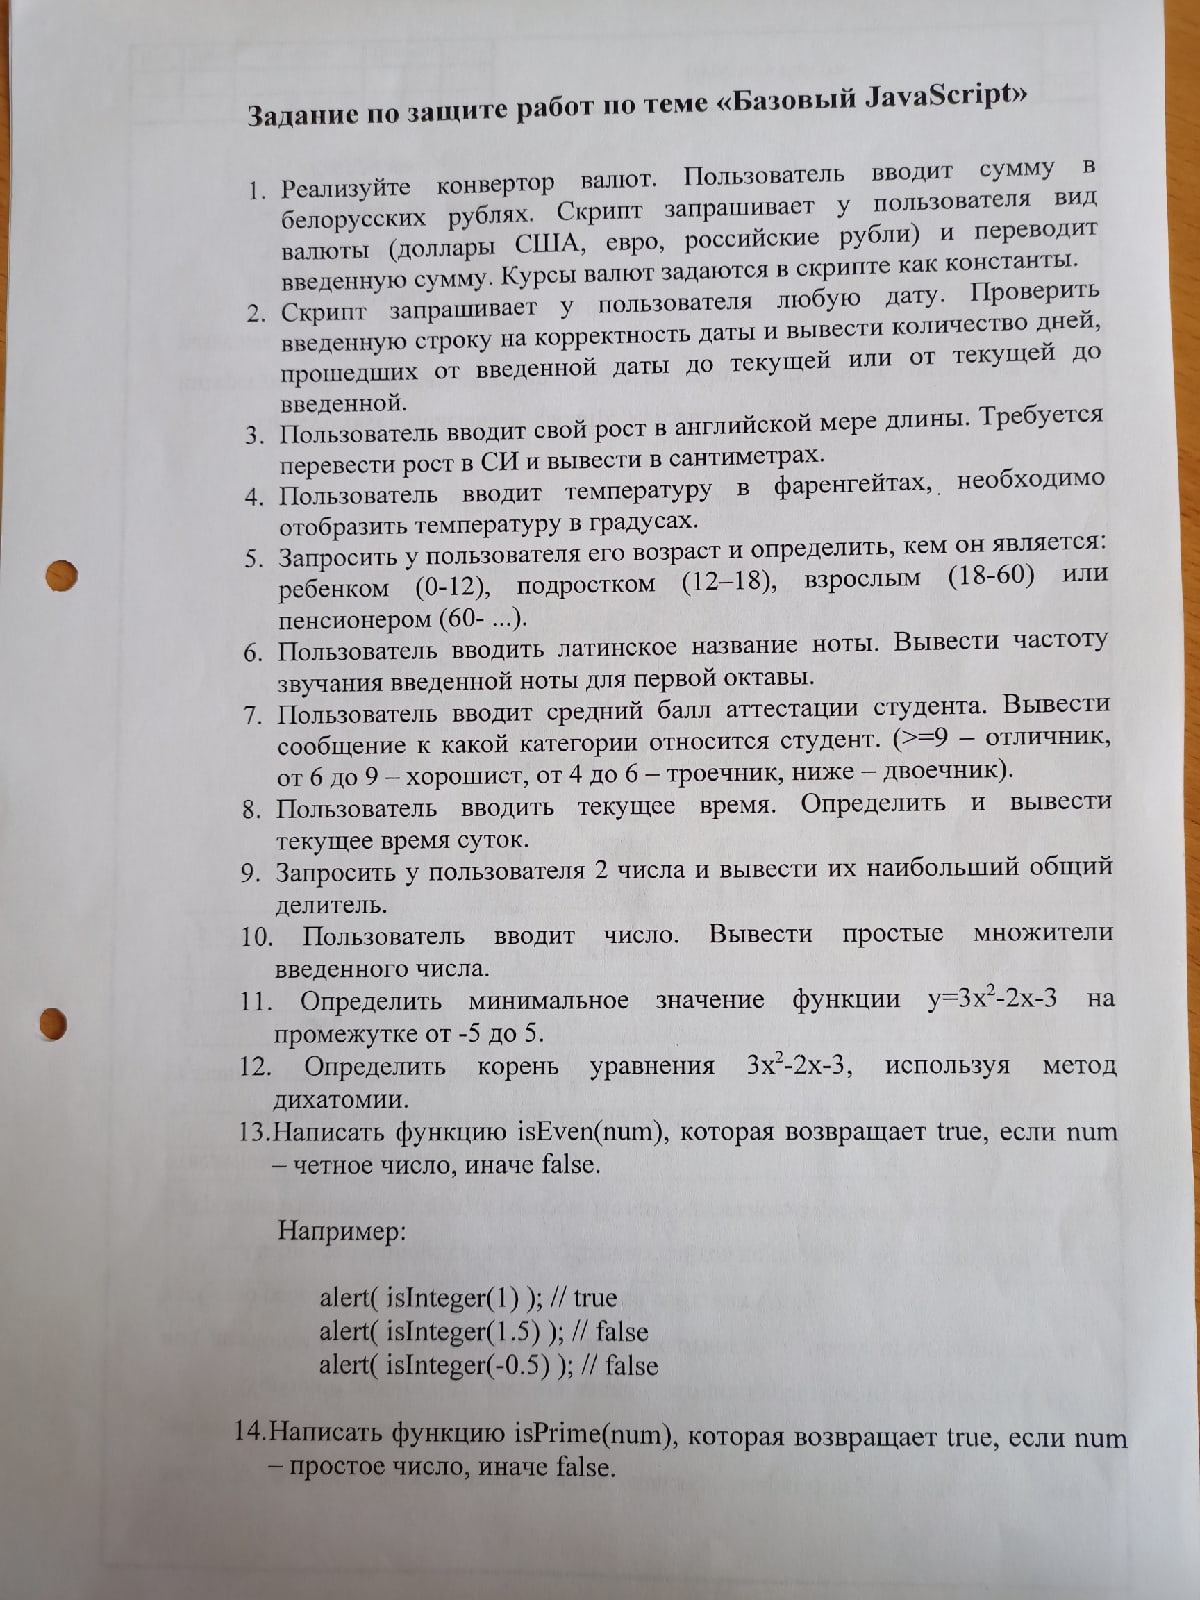 Задание по защите работ по теме «Базовый JavaScript»
1. Реализуйте конвертор валют. Пользователь вводит сумму в
белорусских рублях. Скрипт запрашивает у пользователя вид
валюты (доллары США, евро, российские рубли) и переводит
введенную сумму. Курсы валют задаются в скрипте как константы.
2. Скрипт запрашивает у пользователя любую дату. Проверить
введенную строку на корректность даты и вывести количество дней,
прошедших от введенной даты до текущей или от текущей до
введенной.
3. Пользователь вводит свой рост в английской мере длины. Требуется
перевести рост в СИ и вывести в сантиметрах.
4. Пользователь вводит температуру в фаренгейтах, необходимо
отобразить температуру в градусах.
5. Запросить у пользователя его возраст и определить, кем он является:
ребенком (0-12), подростком (12–18), взрослым (18-60) или
пенсионером (60- ...).
6. Пользователь вводить латинское название ноты. Вывести частоту
звучания введенной ноты для первой октавы.
7. Пользователь вводит средний балл аттестации студента. Вывести
сообщение к какой категории относится студент. (>=9 – отличник,
от 6 до 9 – хорошист, от 4 до 6 – троечник, ниже – двоечник).
8. Пользователь вводить текущее время. Определить и вывести
текущее время суток.
9. Запросить у пользователя 2 числа и вывести их наибольший общий
делитель.
10. Пользователь вводит число. Вывести простые множители
введенного числа.
11. Определить минимальное значение функции y=3x²-2x-3 на
промежутке от -5 до 5.
12. Определить корень уравнения 3x²-2x-3, используя метод
дихатомии.
13.Написать функцию isEven(num), которая возвращает true, если num
– четное число, иначе false.
Например:
alert( isInteger(1) ); // true
alert( isInteger(1.5) ); // false
alert( isInteger(-0.5) ); // false
14.Написать функцию isPrime(num), которая возвращает true, если num
– простое число, иначе false.